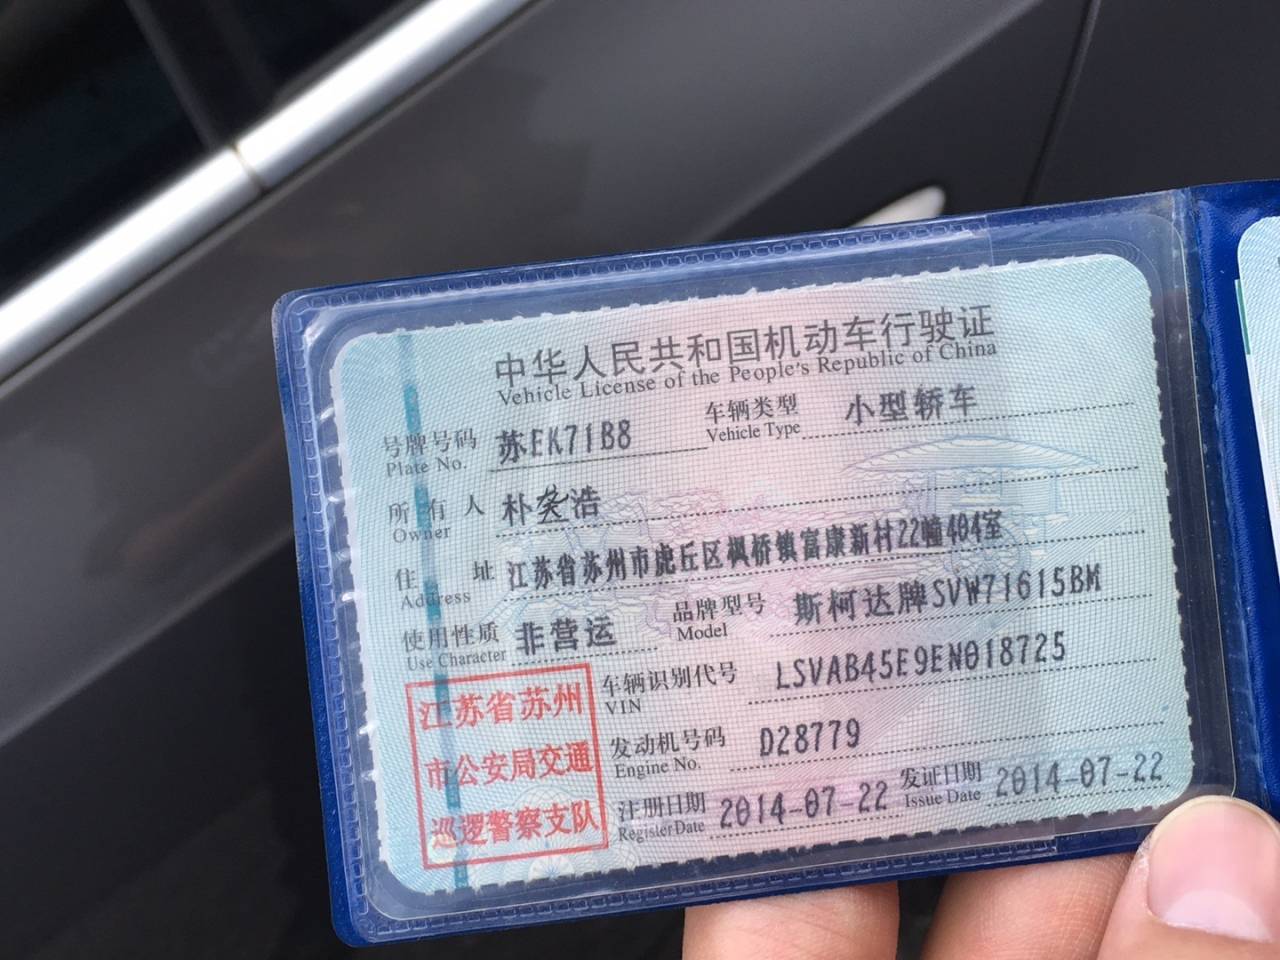 中华人民共和国机动车行驶证
Vehicle License of the People's Republic of China
号牌号码 苏EK71B8 车辆类型 小型轿车
Plate No. Vehicle Type
所有人 朴奕浩
Owner
住址 江苏省苏州市虎丘区枫桥镇富康新村22幢404室
Address
使用性质 非营运 品牌型号 斯柯达牌SVW71615BM
Use Character Model
江苏省苏州 车辆识别代号 LSVAB45E9EN018725
VIN
市公安局交通 发动机号码 D28779
Engine No.
巡逻警察支队 注册日期 2014-07-22 发证日期 2014-07-22
Register Date Issue Date